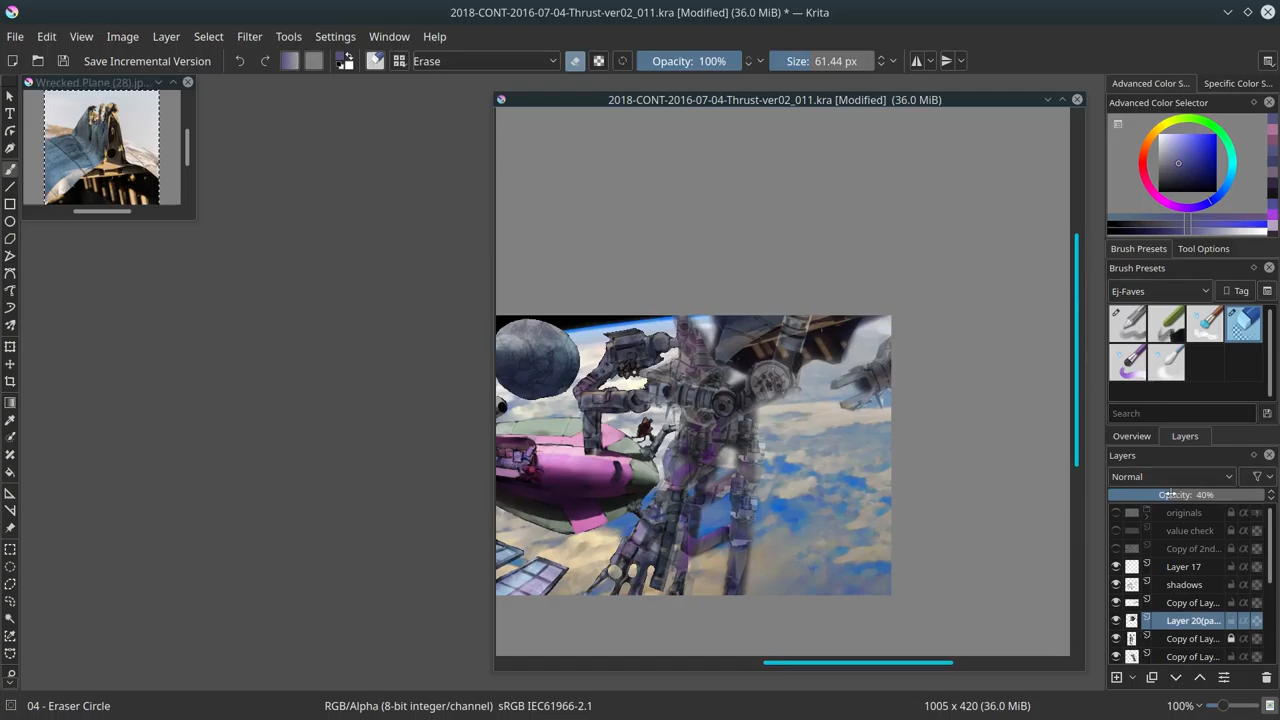 2018-CONT-2016-07-04-Thrust-ver02_011.kra [Modified] (36.0 MiB) * — Krita
File Edit View Image Layer Select Filter Tools Settings Window Help
Save Incremental Version Erase Opacity: 100% Size: 61.44 px
Wrecked Plane (28).jp...
2018-CONT-2016-07-04-Thrust-ver02_011.kra [Modified] (36.0 MiB)
Advanced Color S... Specific Color S...
Advanced Color Selector
Brush Presets Tool Options
Brush Presets
Ej-Faves Tag
Search
Overview Layers
Layers
Normal
Opacity: 40%
originals
value check
Copy of 2nd...
Layer 17
shadows
Copy of Lay...
Layer 20(pa...
Copy of Lay...
Copy of Lay...
04 - Eraser Circle RGB/Alpha (8-bit integer/channel) sRGB IEC61966-2.1 1005 x 420 (36.0 MiB) 100%